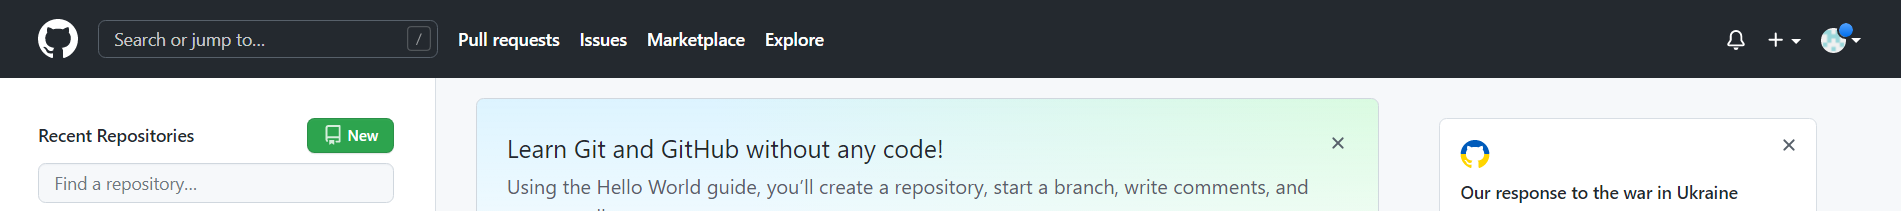 Search or jump to... /
Pull requests
Issues
Marketplace
Explore
Recent Repositories
New
Find a repository...
Learn Git and GitHub without any code!
Using the Hello World guide, you’ll create a repository, start a branch, write comments, and
Our response to the war in Ukraine